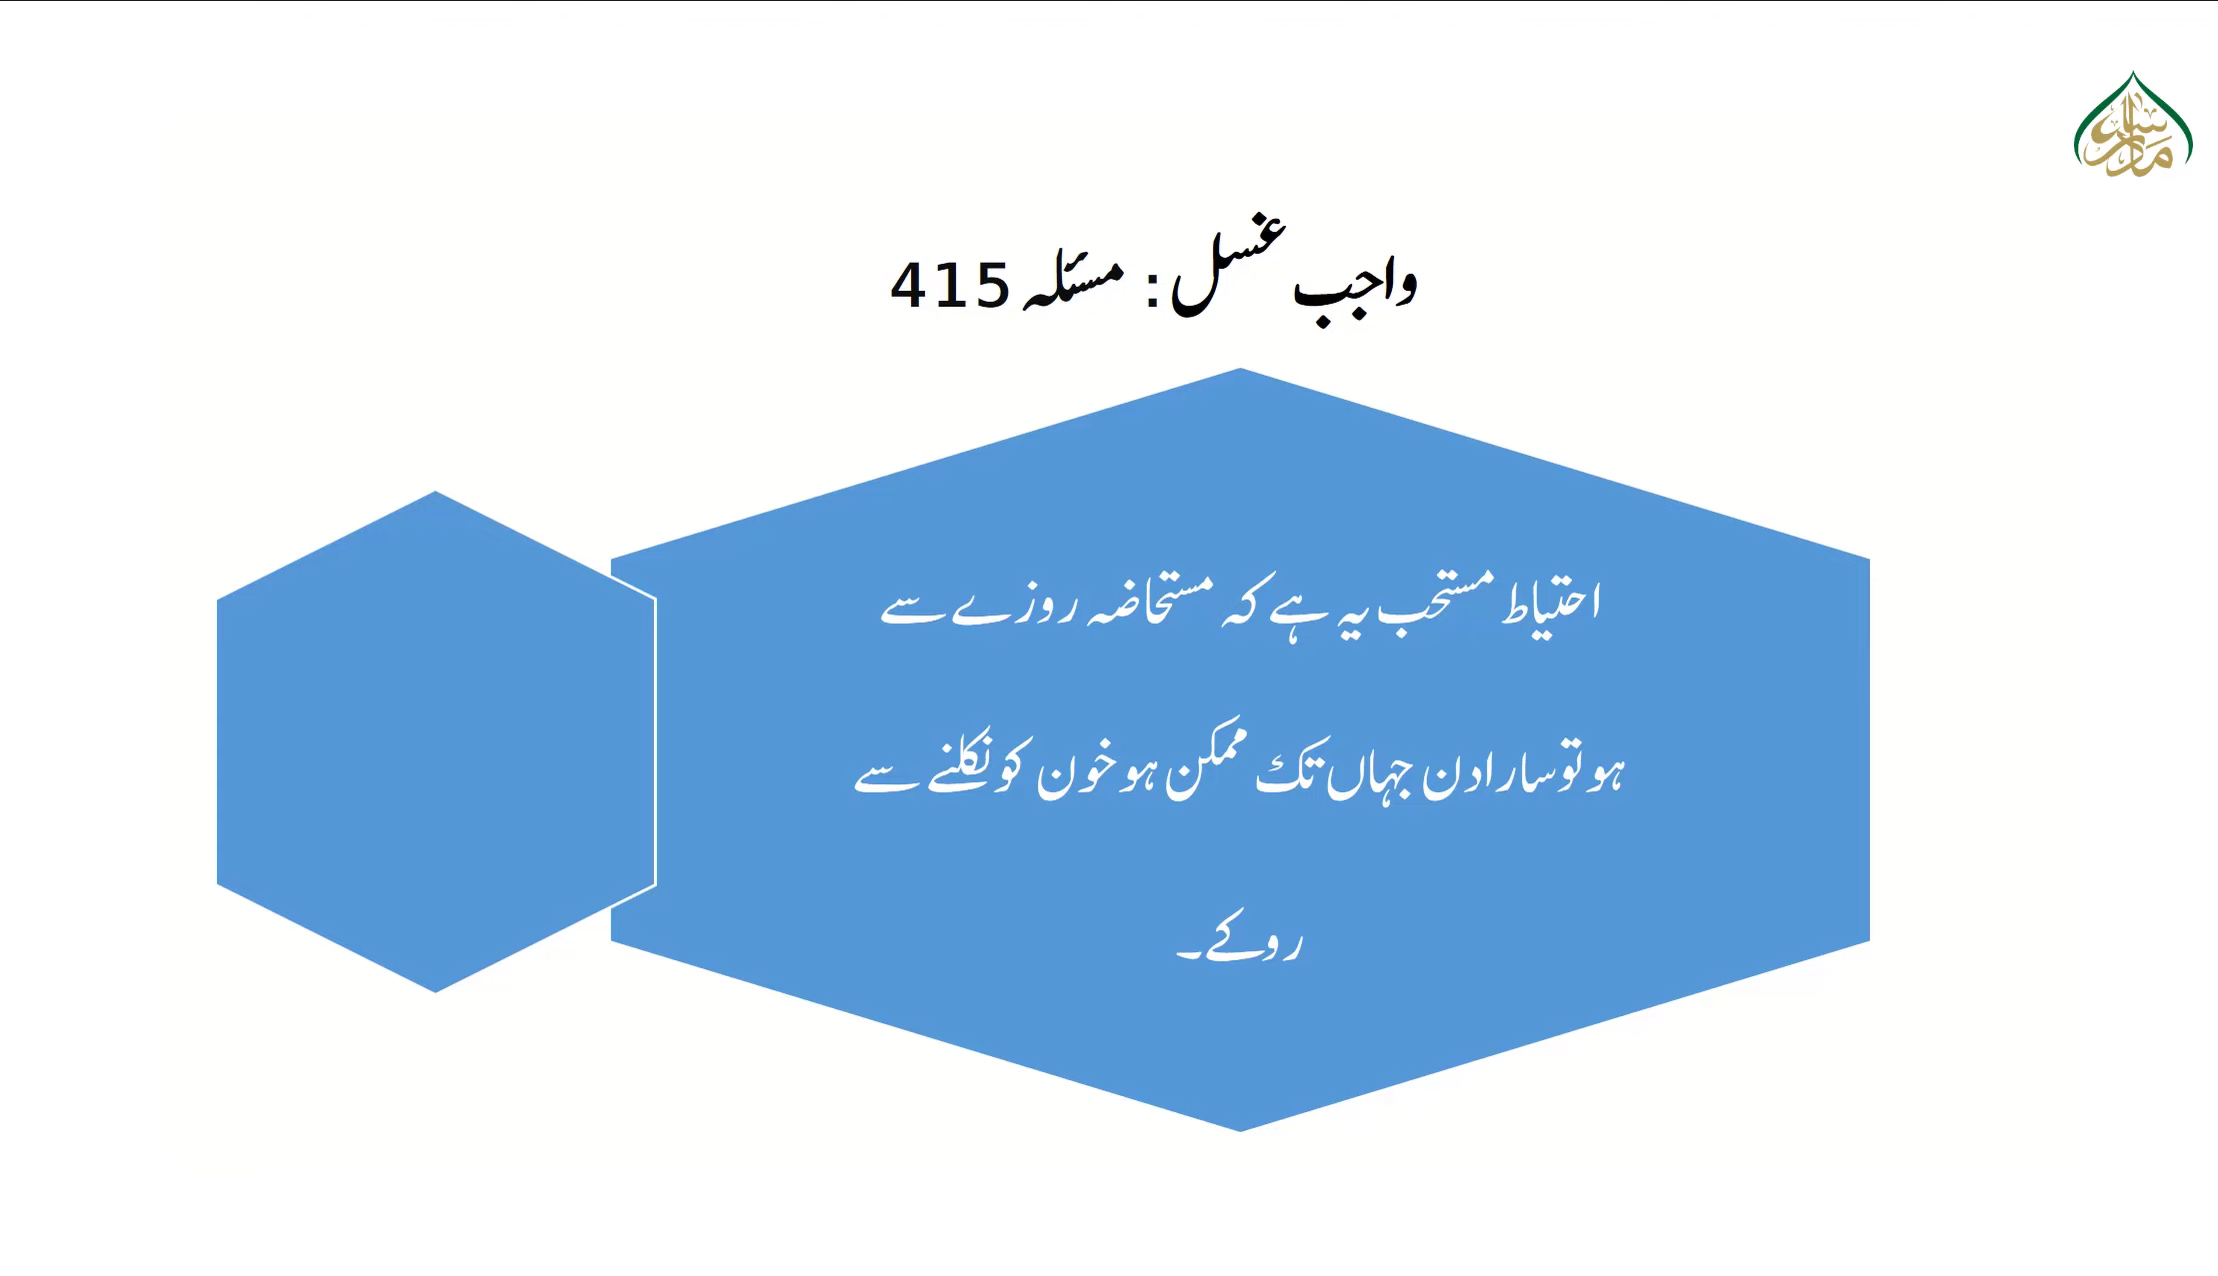 واجب غسل: مسئلہ 415
احتیاط مستحب یہ ہے کہ مستحاضہ روزے سے
ہو تو سارا دن جہاں تک ممکن ہو خون کو نکلنے سے
روکے۔